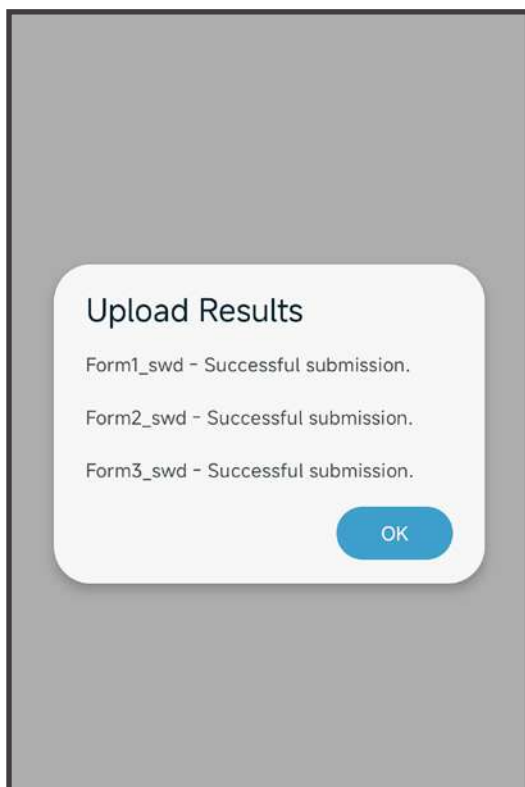 Upload Results
Form1_swd - Successful submission.
Form2_swd - Successful submission.
Form3_swd - Successful submission.
OK